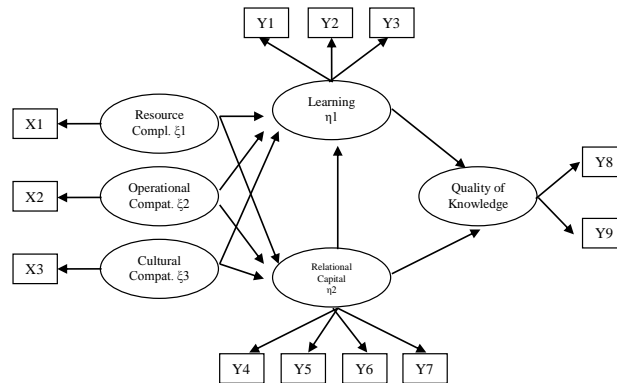 Y1
Y2
Y3
Learning
η1
Resource
Compl. ξ1
X1
Operational
Compat. ξ2
X2
Quality of
Knowledge
Y8
Y9
Cultural
Compat. ξ3
X3
Relational
Capital
η2
Y4
Y5
Y6
Y7